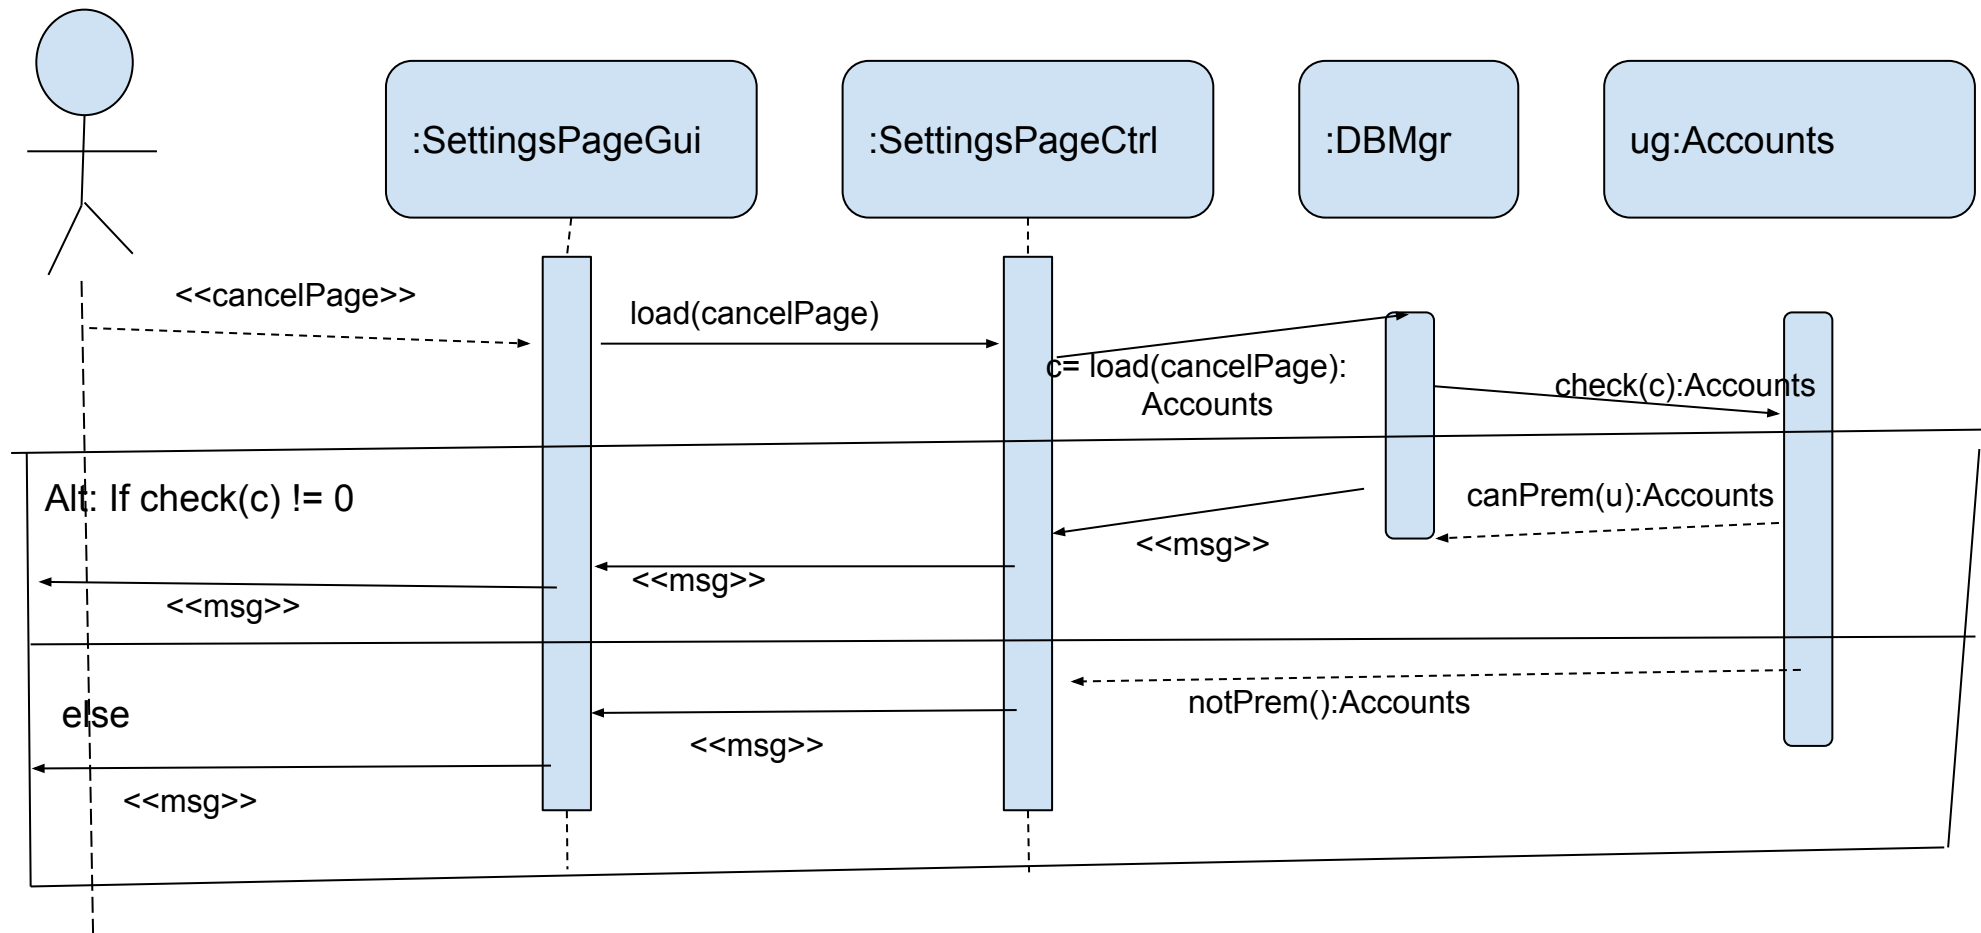 :SettingsPageGui
:SettingsPageCtrl
:DBMgr
ug:Accounts
<<cancelPage>>
load(cancelPage)
c= load(cancelPage):
Accounts
check(c):Accounts
Alt: If check(c) != 0
canPrem(u):Accounts
<<msg>>
<<msg>>
<<msg>>
else
notPrem():Accounts
<<msg>>
<<msg>>